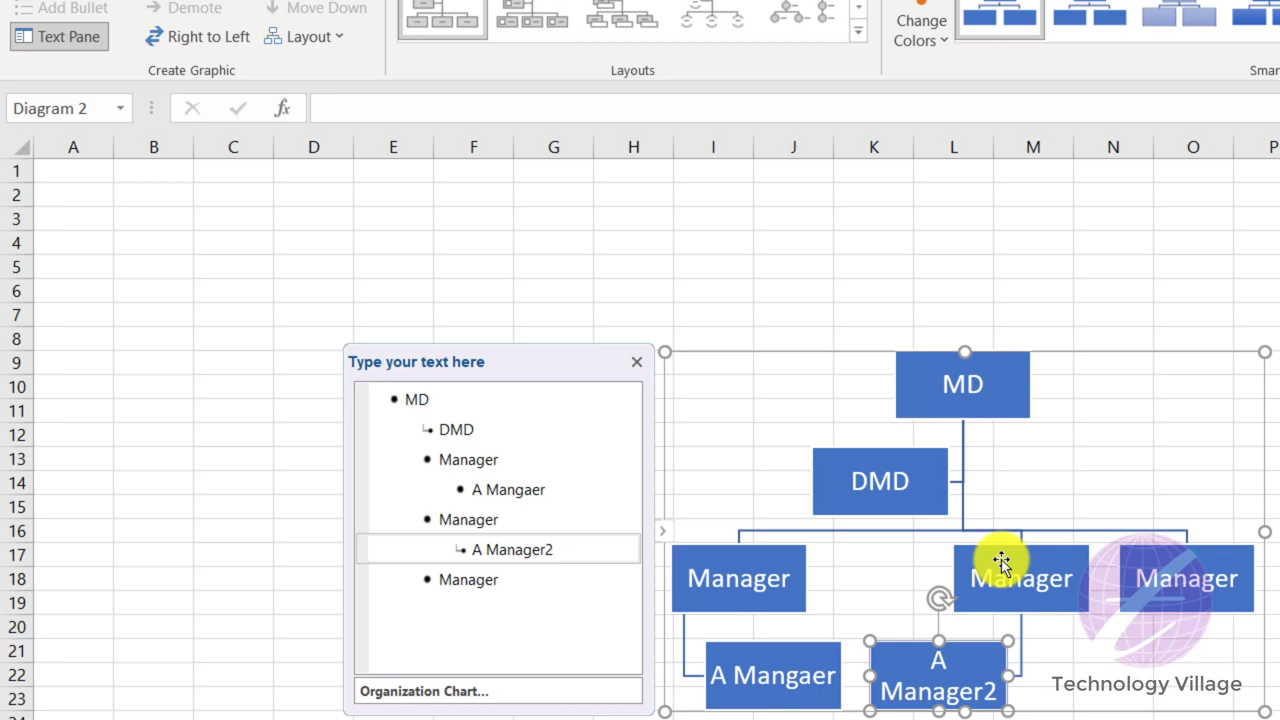 Add Bullet
Demote
Move Down
Text Pane
Right to Left
Layout
Create Graphic
Layouts
Change
Colors
Smar
Diagram 2
fx
A B C D E F G H I J K L M N O P
1
2
3
4
5
6
7
8
9
10
11
12
13
14
15
16
17
18
19
20
21
22
23
Type your text here
MD
DMD
Manager
A Mangaer
Manager
A Manager2
Manager
Organization Chart...
MD
DMD
Manager
Manager
Manager
A Mangaer
A
Manager2
Technology Village